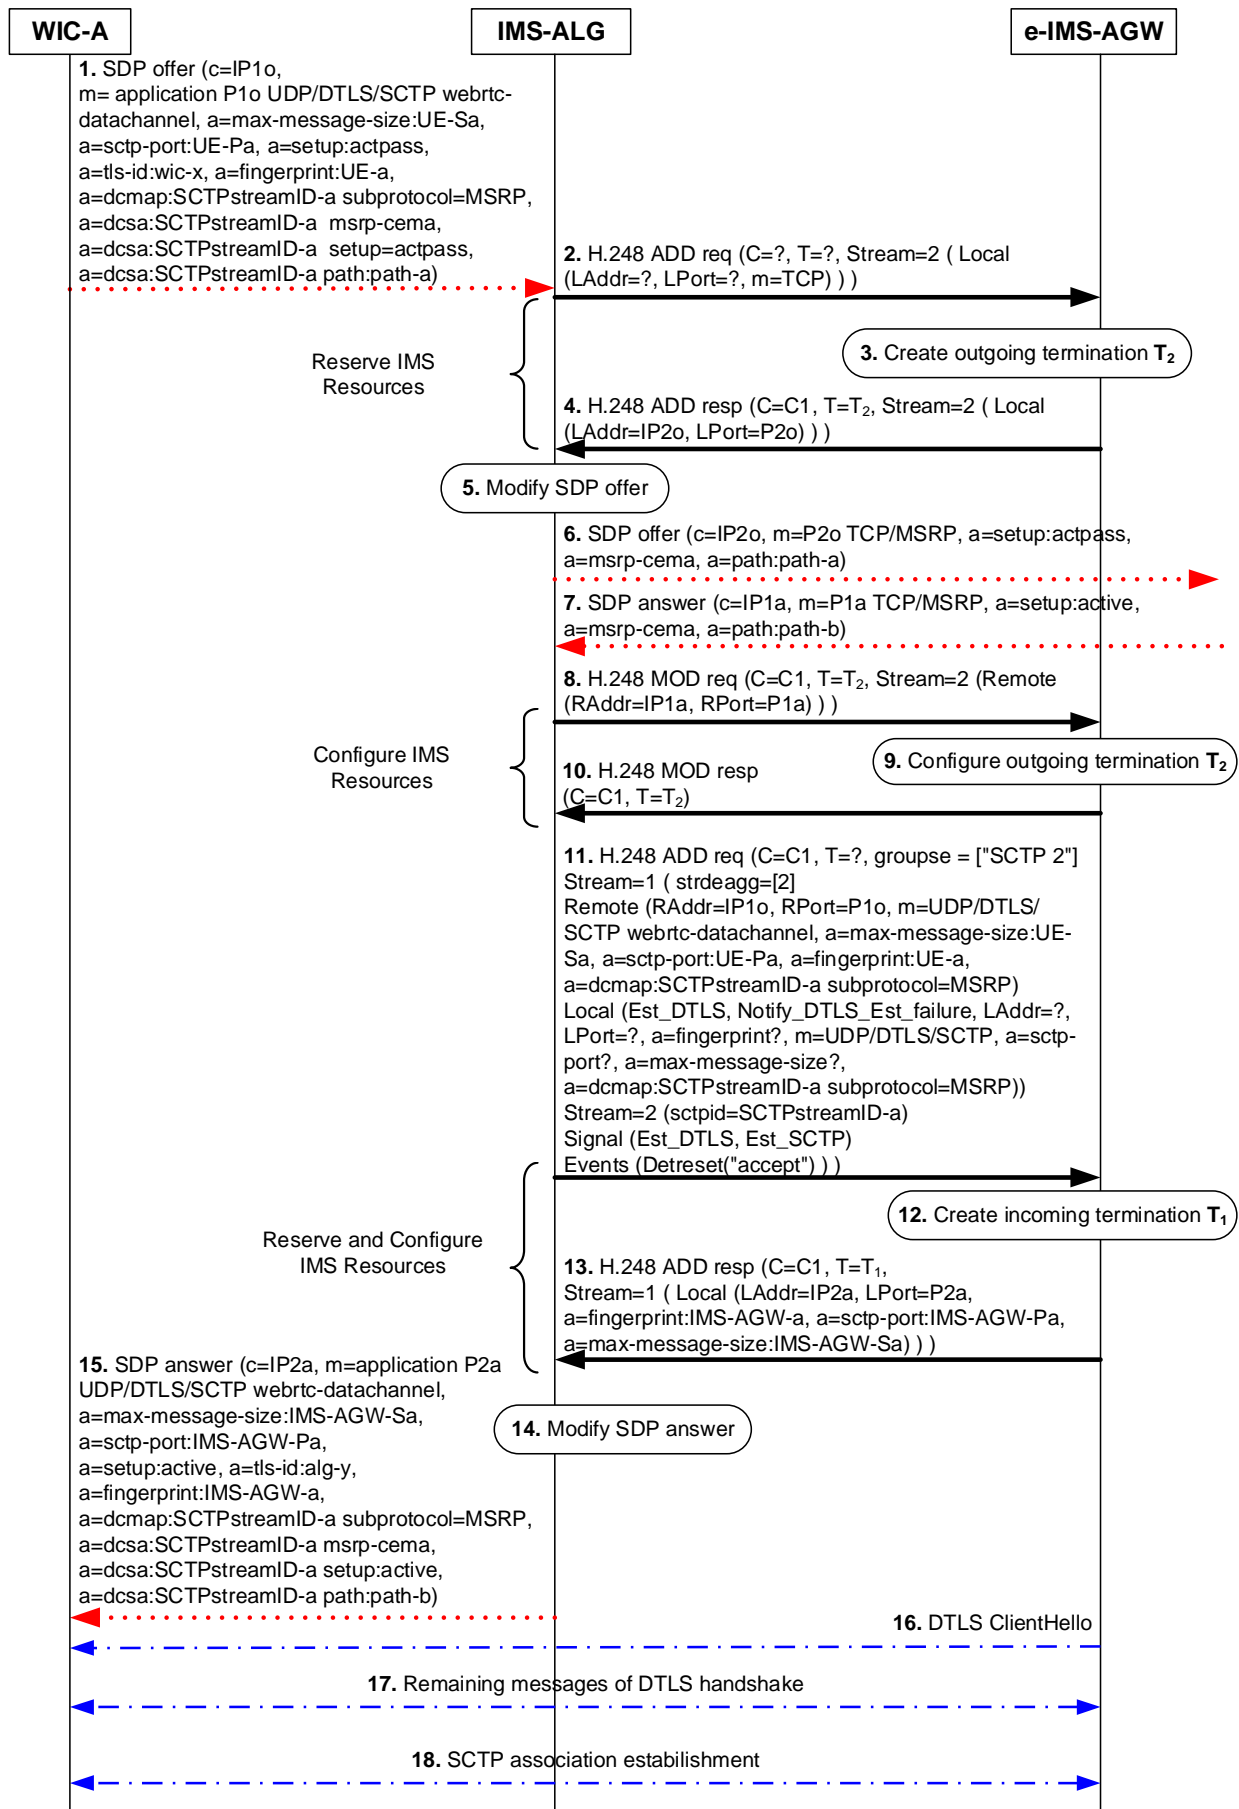 WIC-A
IMS-ALG
e-IMS-AGW
1. SDP offer (c=IP1o,
m= application P1o UDP/DTLS/SCTP webrtc-
datachannel, a=max-message-size:UE-Sa,
a=sctp-port:UE-Pa, a=setup:actpass,
a=tls-id:wic-x, a=fingerprint:UE-a,
a=dcmap:SCTPstreamID-a subprotocol=MSRP,
a=dcsa:SCTPstreamID-a  msrp-cema,
a=dcsa:SCTPstreamID-a  setup=actpass,
a=dcsa:SCTPstreamID-a path:path-a)
2. H.248 ADD req (C=?, T=?, Stream=2 ( Local
(LAddr=?, LPort=?, m=TCP) ) )
Reserve IMS
Resources
3. Create outgoing termination T2
4. H.248 ADD resp (C=C1, T=T2, Stream=2 ( Local
(LAddr=IP2o, LPort=P2o) ) )
5. Modify SDP offer
6. SDP offer (c=IP2o, m=P2o TCP/MSRP, a=setup:actpass,
a=msrp-cema, a=path:path-a)
7. SDP answer (c=IP1a, m=P1a TCP/MSRP, a=setup:active,
a=msrp-cema, a=path:path-b)
8. H.248 MOD req (C=C1, T=T2, Stream=2 (Remote
(RAddr=IP1a, RPort=P1a) ) )
Configure IMS
Resources
9. Configure outgoing termination T2
10. H.248 MOD resp
(C=C1, T=T2)
11. H.248 ADD req (C=C1, T=?, groupse = ["SCTP 2"]
Stream=1 ( strdeagg=[2]
Remote (RAddr=IP1o, RPort=P1o, m=UDP/DTLS/
SCTP webrtc-datachannel, a=max-message-size:UE-
Sa, a=sctp-port:UE-Pa, a=fingerprint:UE-a,
a=dcmap:SCTPstreamID-a subprotocol=MSRP)
Local (Est_DTLS, Notify_DTLS_Est_failure, LAddr=?,
LPort=?, a=fingerprint?, m=UDP/DTLS/SCTP, a=sctp-
port?, a=max-message-size?,
a=dcmap:SCTPstreamID-a subprotocol=MSRP))
Stream=2 (sctpid=SCTPstreamID-a)
Signal (Est_DTLS, Est_SCTP)
Events (Detreset("accept") ) )
12. Create incoming termination T1
Reserve and Configure
IMS Resources
13. H.248 ADD resp (C=C1, T=T1,
Stream=1 ( Local (LAddr=IP2a, LPort=P2a,
a=fingerprint:IMS-AGW-a, a=sctp-port:IMS-AGW-Pa,
a=max-message-size:IMS-AGW-Sa) ) )
14. Modify SDP answer
15. SDP answer (c=IP2a, m=application P2a
UDP/DTLS/SCTP webrtc-datachannel,
a=max-message-size:IMS-AGW-Sa,
a=sctp-port:IMS-AGW-Pa,
a=setup:active, a=tls-id:alg-y,
a=fingerprint:IMS-AGW-a,
a=dcmap:SCTPstreamID-a subprotocol=MSRP,
a=dcsa:SCTPstreamID-a msrp-cema,
a=dcsa:SCTPstreamID-a setup:active,
a=dcsa:SCTPstreamID-a path:path-b)
16. DTLS ClientHello
17. Remaining messages of DTLS handshake
18. SCTP association estabilishment